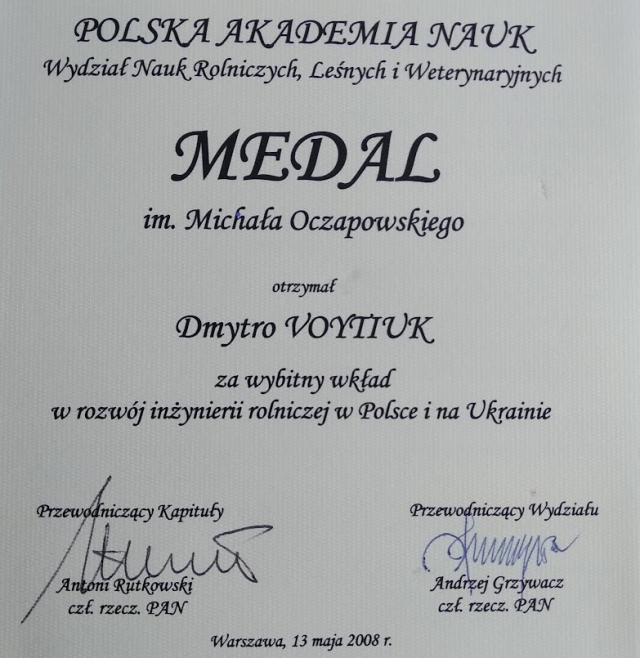 POLSKA AKADEMIA NAUK
Wydział Nauk Rolniczych, Leśnych i Weterynaryjnych
MEDAL
im. Michała Oczapowskiego
otrzymał
Dmytro VOYTIUK
za wybitny wkład
w rozwój inżynierii rolniczej w Polsce i na Ukrainie
Przewodniczący Kapituły
Antoni Rutkowski
czł. rzecz. PAN
Przewodniczący Wydziału
Andrzej Grzywacz
czł. rzecz. PAN
Warszawa, 13 maja 2008 r.